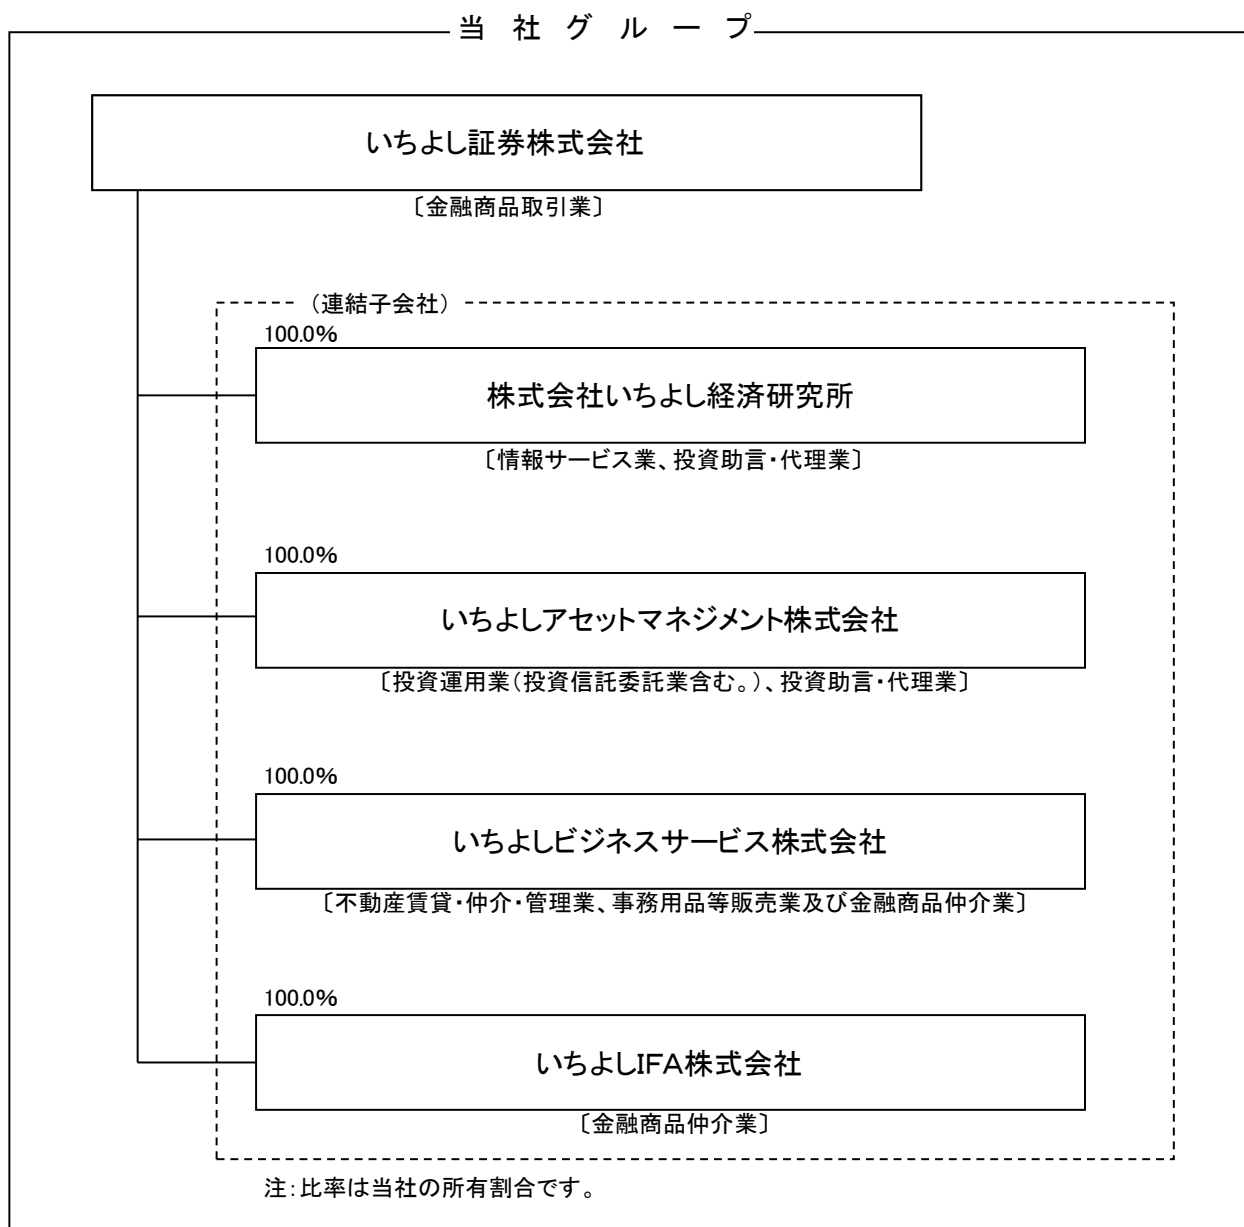 当社グループ
いちよし証券株式会社
〔金融商品取引業〕
（連結子会社）
100.0%
株式会社いちよし経済研究所
〔情報サービス業、投資助言・代理業〕
100.0%
いちよしアセットマネジメント株式会社
〔投資運用業（投資信託委託業含む。）、投資助言・代理業〕
100.0%
いちよしビジネスサービス株式会社
〔不動産賃貸・仲介・管理業、事務用品等販売業及び金融商品仲介業〕
100.0%
いちよしIFA株式会社
〔金融商品仲介業〕
注：比率は当社の所有割合です。